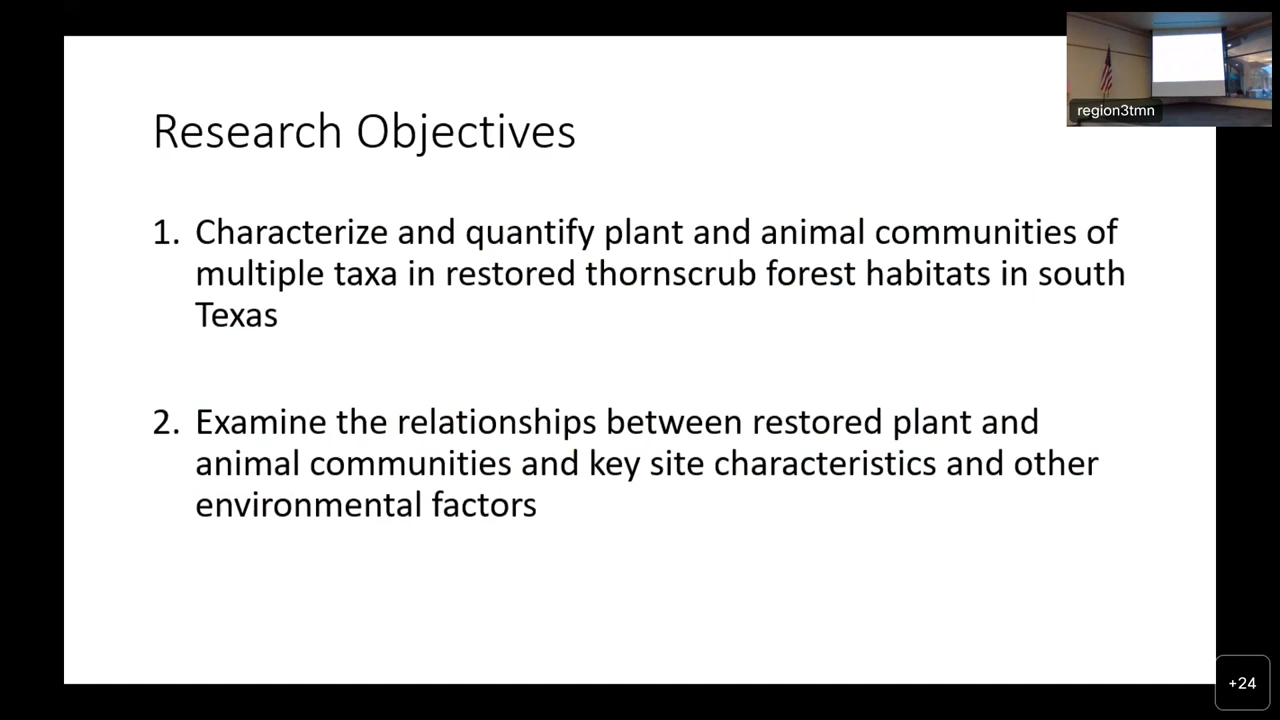 region3tmn
Research Objectives
1. Characterize and quantify plant and animal communities of
multiple taxa in restored thornscrub forest habitats in south
Texas
2. Examine the relationships between restored plant and
animal communities and key site characteristics and other
environmental factors
+24